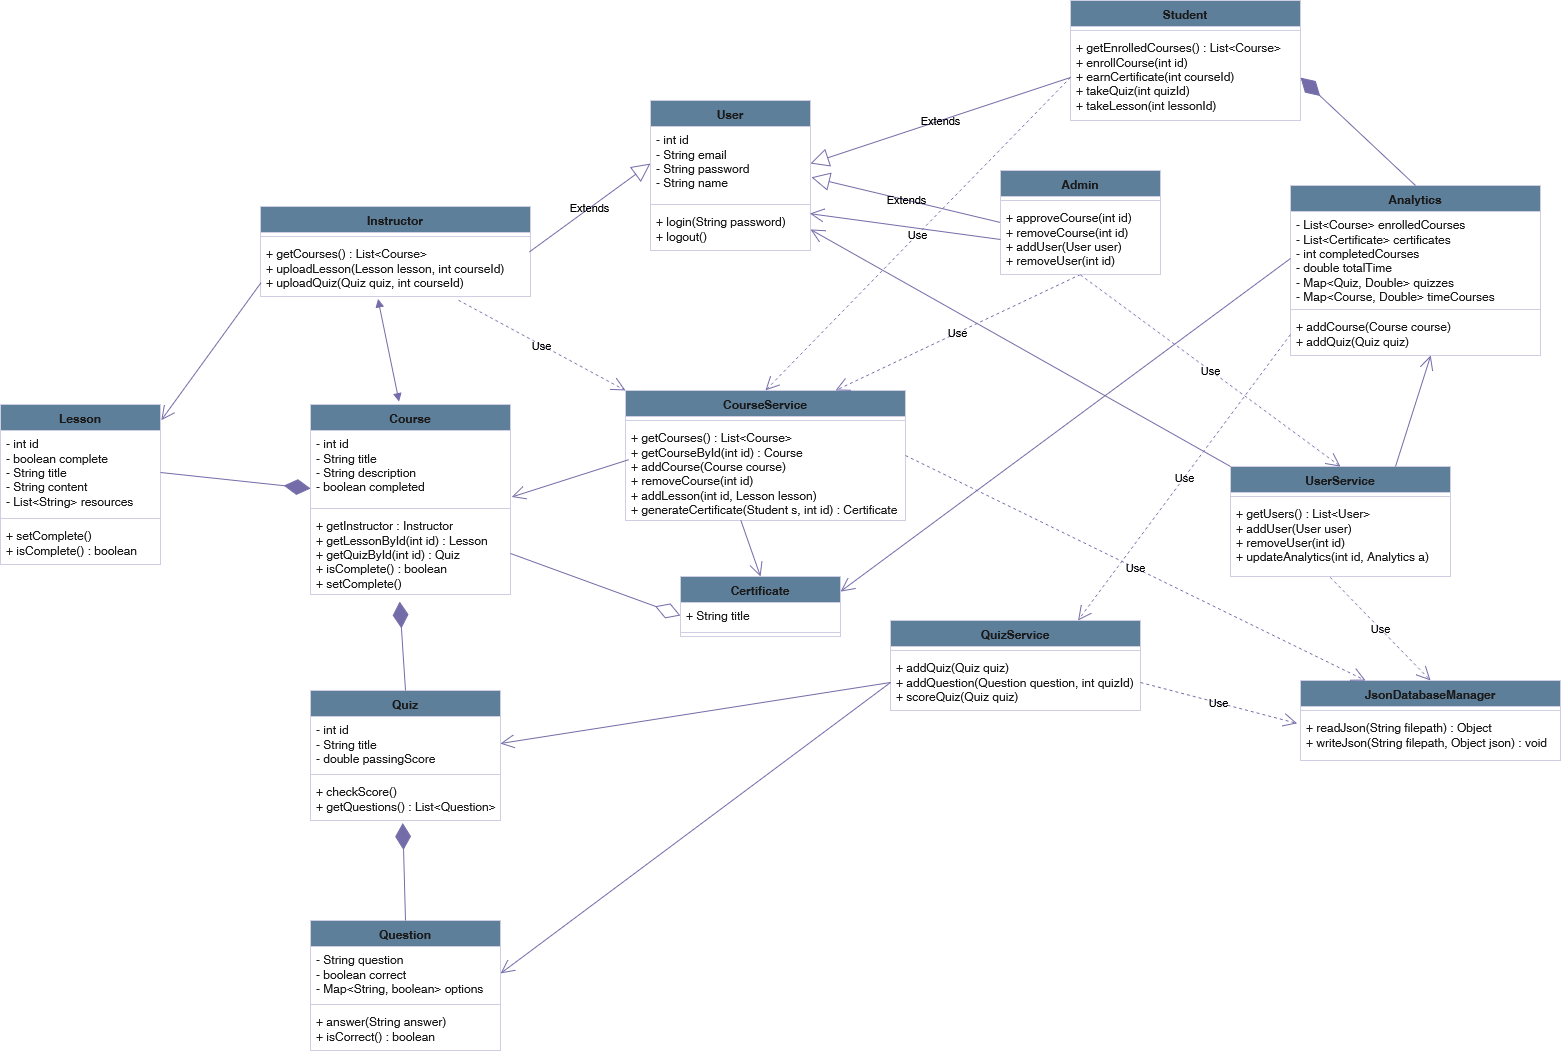 Student
+ getEnrolledCourses() : List<Course>
+ enrollCourse(int id)
+ earnCertificate(int courseId)
+ takeQuiz(int quizId)
+ takeLesson(int lessonId)
User
- int id
- String email
- String password
- String name
+ login(String password)
+ logout()
Extends
Admin
+ approveCourse(int id)
+ removeCourse(int id)
+ addUser(User user)
+ removeUser(int id)
Analytics
- List<Course> enrolledCourses
- List<Certificate> certificates
- int completedCourses
- double totalTime
- Map<Quiz, Double> quizzes
- Map<Course, Double> timeCourses
+ addCourse(Course course)
+ addQuiz(Quiz quiz)
Instructor
+ getCourses() : List<Course>
+ uploadLesson(Lesson lesson, int courseId)
+ uploadQuiz(Quiz quiz, int courseId)
Extends
Extends
Use
Use
Use
Use
Lesson
- int id
- boolean complete
- String title
- String content
- List<String> resources
+ setComplete()
+ isComplete() : boolean
Course
- int id
- String title
- String description
- boolean completed
+ getInstructor : Instructor
+ getLessonById(int id) : Lesson
+ getQuizById(int id) : Quiz
+ isComplete() : boolean
+ setComplete()
CourseService
+ getCourses() : List<Course>
+ getCourseById(int id) : Course
+ addCourse(Course course)
+ removeCourse(int id)
+ addLesson(int id, Lesson lesson)
+ generateCertificate(Student s, int id) : Certificate
UserService
+ getUsers() : List<User>
+ addUser(User user)
+ removeUser(int id)
+ updateAnalytics(int id, Analytics a)
Use
Use
Certificate
+ String title
QuizService
+ addQuiz(Quiz quiz)
+ addQuestion(Question question, int quizId)
+ scoreQuiz(Quiz quiz)
Use
Use
JsonDatabaseManager
+ readJson(String filepath) : Object
+ writeJson(String filepath, Object json) : void
Quiz
- int id
- String title
- double passingScore
+ checkScore()
+ getQuestions() : List<Question>
Question
- String question
- boolean correct
- Map<String, boolean> options
+ answer(String answer)
+ isCorrect() : boolean